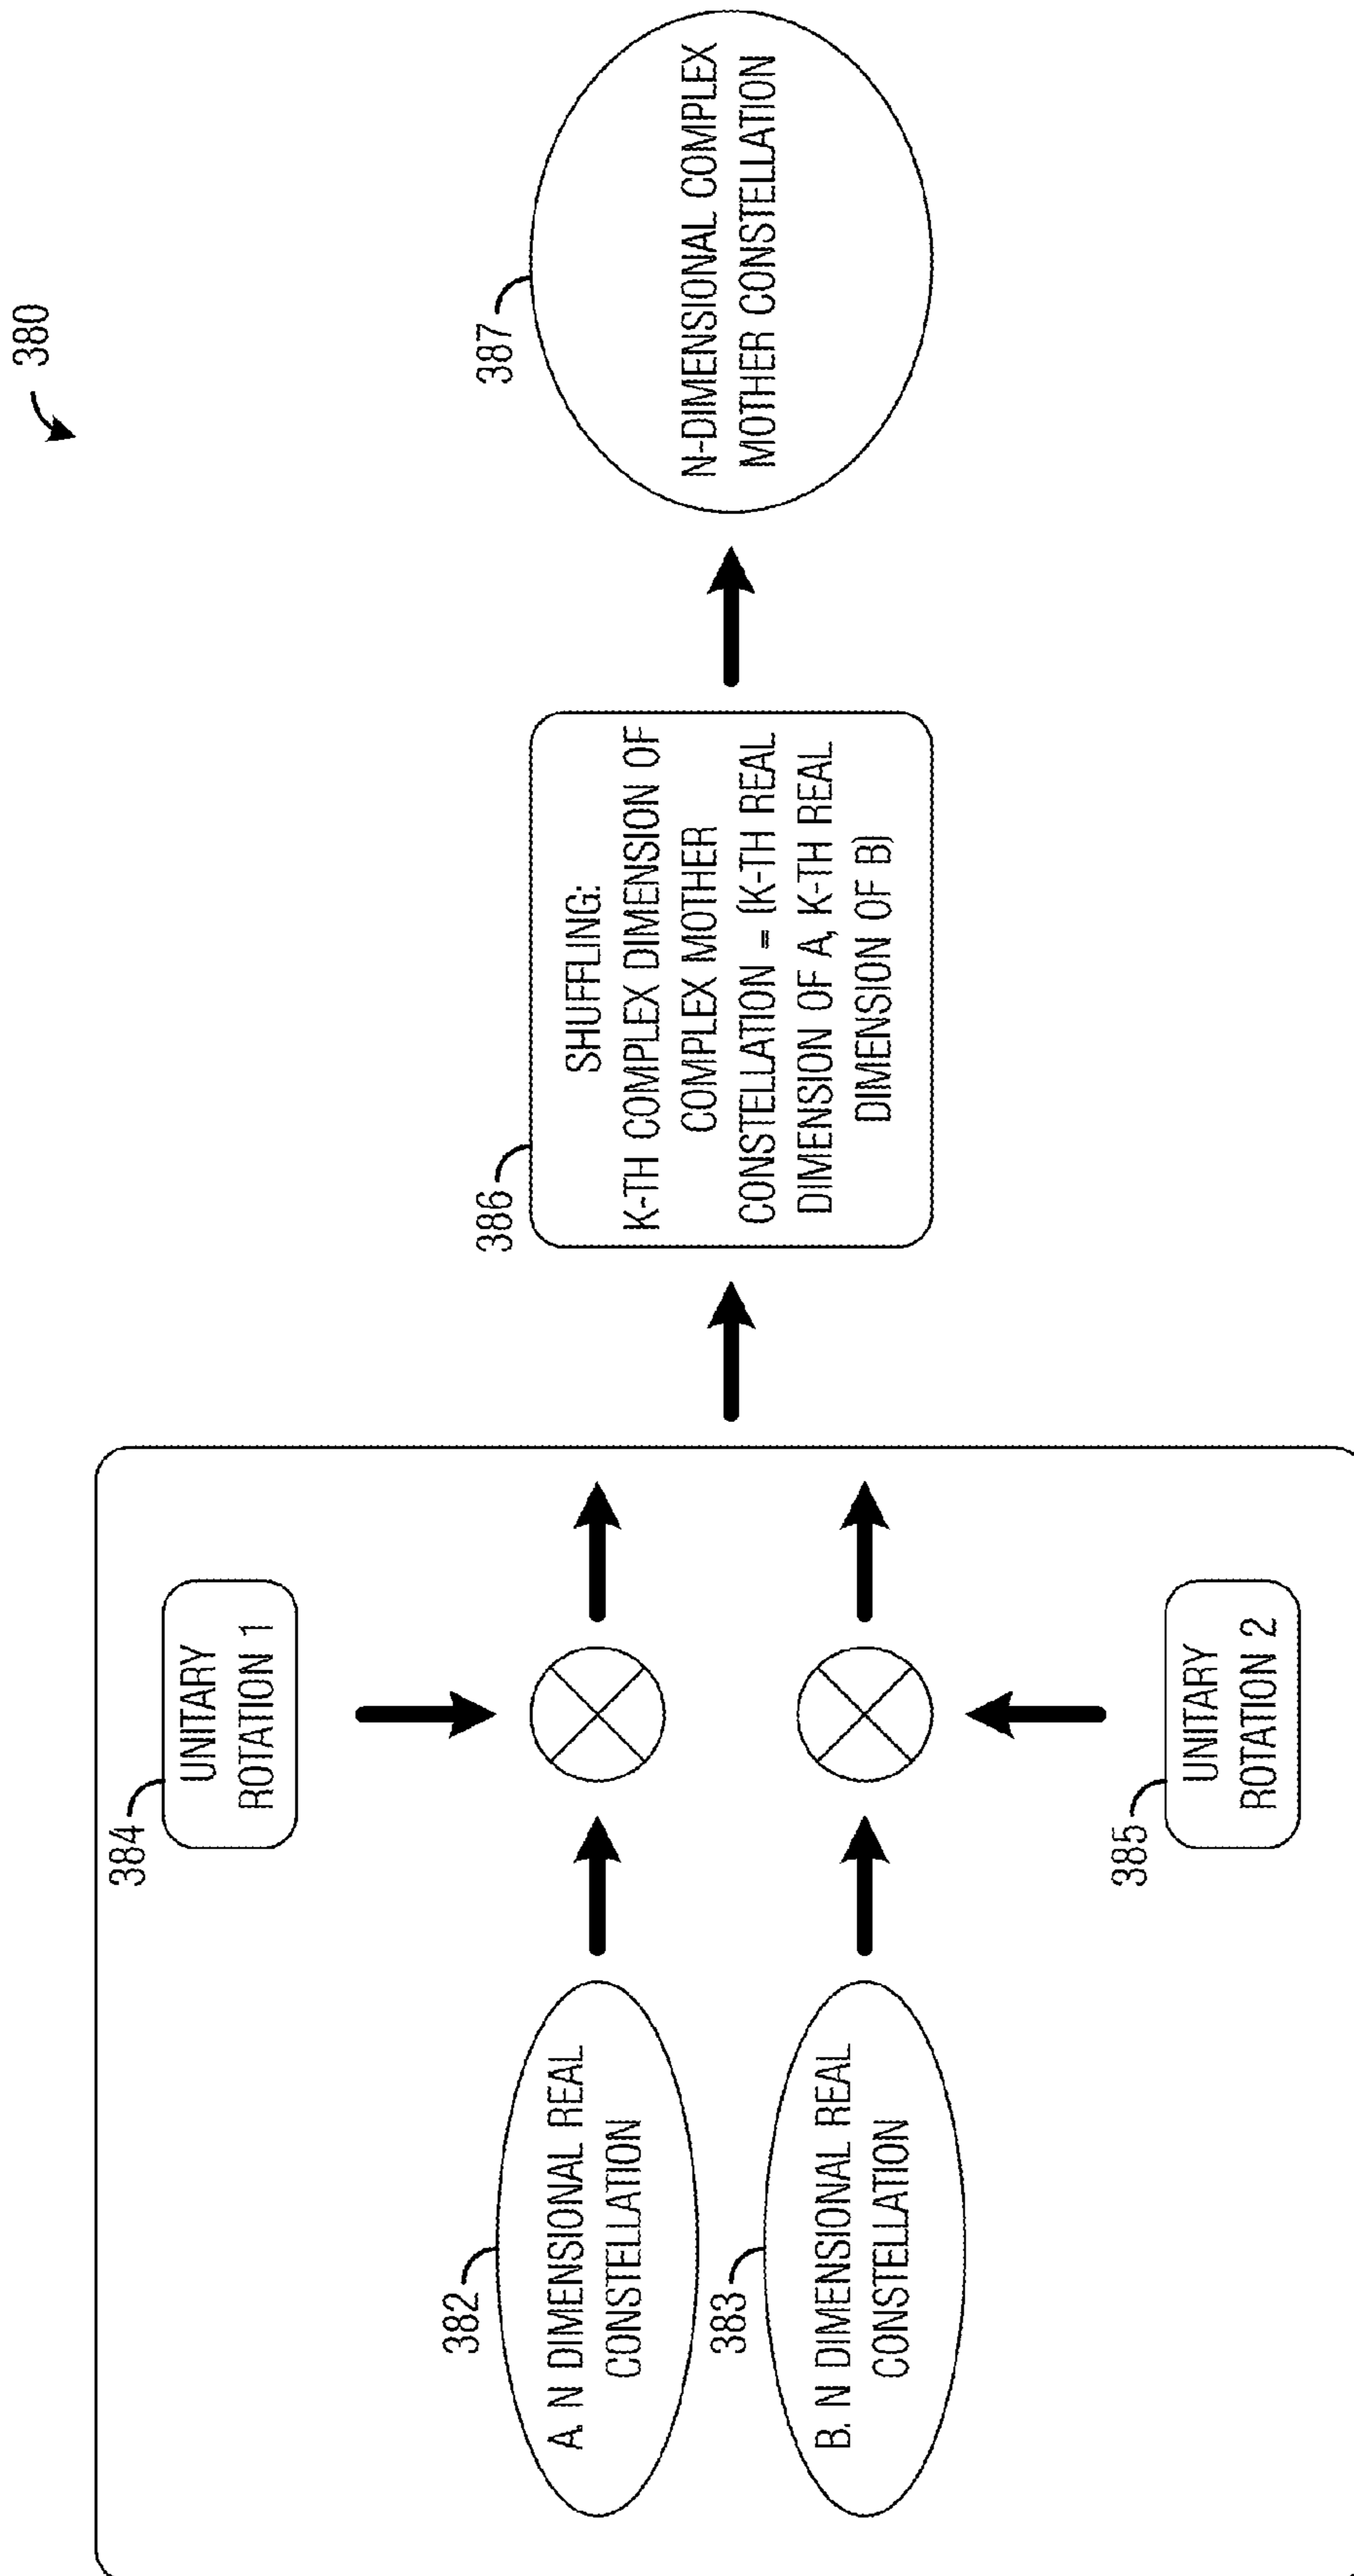 380
384
UNITARY
ROTATION 1
382
A. N DIMENSIONAL REAL
CONSTELLATION
383
B. N DIMENSIONAL REAL
CONSTELLATION
385
UNITARY
ROTATION 2
386
SHUFFLING:
K-TH COMPLEX DIMENSION OF
COMPLEX MOTHER
CONSTELLATION = (K-TH REAL
DIMENSION OF A, K-TH REAL
DIMENSION OF B)
387
N-DIMENSIONAL COMPLEX
MOTHER CONSTELLATION